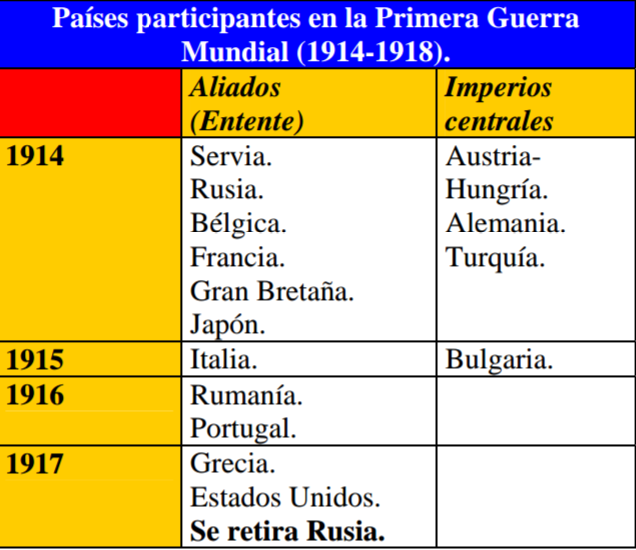 Países participantes en la Primera Guerra
Mundial (1914-1918).
Aliados
(Entente)
Imperios
centrales
1914
Servia.
Rusia.
Bélgica.
Francia.
Gran Bretaña.
Japón.
Austria-
Hungría.
Alemania.
Turquía.
1915
Italia.
Bulgaria.
1916
Rumanía.
Portugal.
1917
Grecia.
Estados Unidos.
Se retira Rusia.